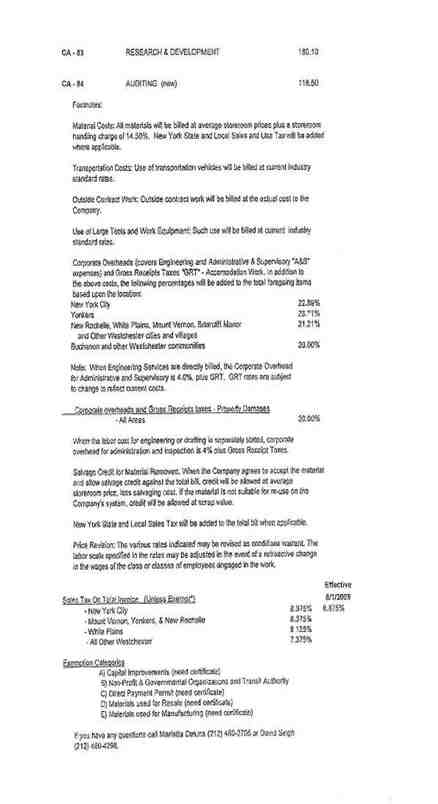 CA - 83 RESEARCH & DEVELOPMENT 180.10
CA - 84 AUDITING (new) 116.50
Footnotes:
Material Costs: All materials will be billed at average storeroom prices plus a storeroom
handling charge of 14.50%. New York State and Local Sales and Use Tax will be added
where applicable.
Transportation Costs: Use of transportation vehicles will be billed at current industry
standard rates.
Outside Contract Work: Outside contract work will be billed at the actual cost to the
Company.
Use of Large Tools and Work Equipment: Such use will be billed at current industry
standard rates.
Corporate Overheads (covers Engineering and Administrative & Supervisory "A&S"
expenses) and Gross Receipts Taxes "GRT" - Accomodation Work. In addition to
the above costs, the following percentages will be added to the total foregoing items
based upon the location:
New York City
Yonkers
New Rochelle, White Plains, Mount Vernon, Briarcliff Manor 21.21%
and Other Westchester cities and villages
Buchanan and other Westchester communities 20.00%
Note: When Engineering Services are directly billed, the Corporate Overhead
for Administrative and Supervisory is 4.0%, plus GRT. GRT rates are subject
to change to reflect current costs.
Corporate overheads and Gross Receipts taxes - Property Damages
- All Areas 20.00%
When the labor cost for engineering or drafting is separately stated, corporate
overhead for administration and inspection is 4% plus Gross Receipt Taxes.
Salvage Credit for Material Removed. When the Company agrees to accept the material
and allow salvage credit against the total bill, credit will be allowed at average
storeroom price, less salvaging cost. If the material is not suitable for re-use on the
Company's system, credit will be allowed at scrap value.
New York State and Local Sales Tax will be added to the total bill when applicable.
Price Revision: The various rates indicated may be revised as conditions warrant. The
labor scale specified in the rates may be adjusted in the event of a retroactive change
in the wages of the class or classes of employees engaged in the work.
Effective
Sales Tax On Total Invoice (Unless Exempt*) 8/1/2009
- New York City 8.375% 8.875%
- Mount Vernon, Yonkers, & New Rochelle 8.375%
- White Plains
- All Other Westchester 7.375%
Exemption Categories
A) Capital Improvements (need certificate)
B) Non-Profit & Governmental Organizations and Transit Authority
C) Direct Payment Permit (need certificate)
D) Materials used for Resale (need certificate)
E) Materials used for Manufacturing (need certificate)
If you have any questions call Marietta (212) or David Singh
(212)